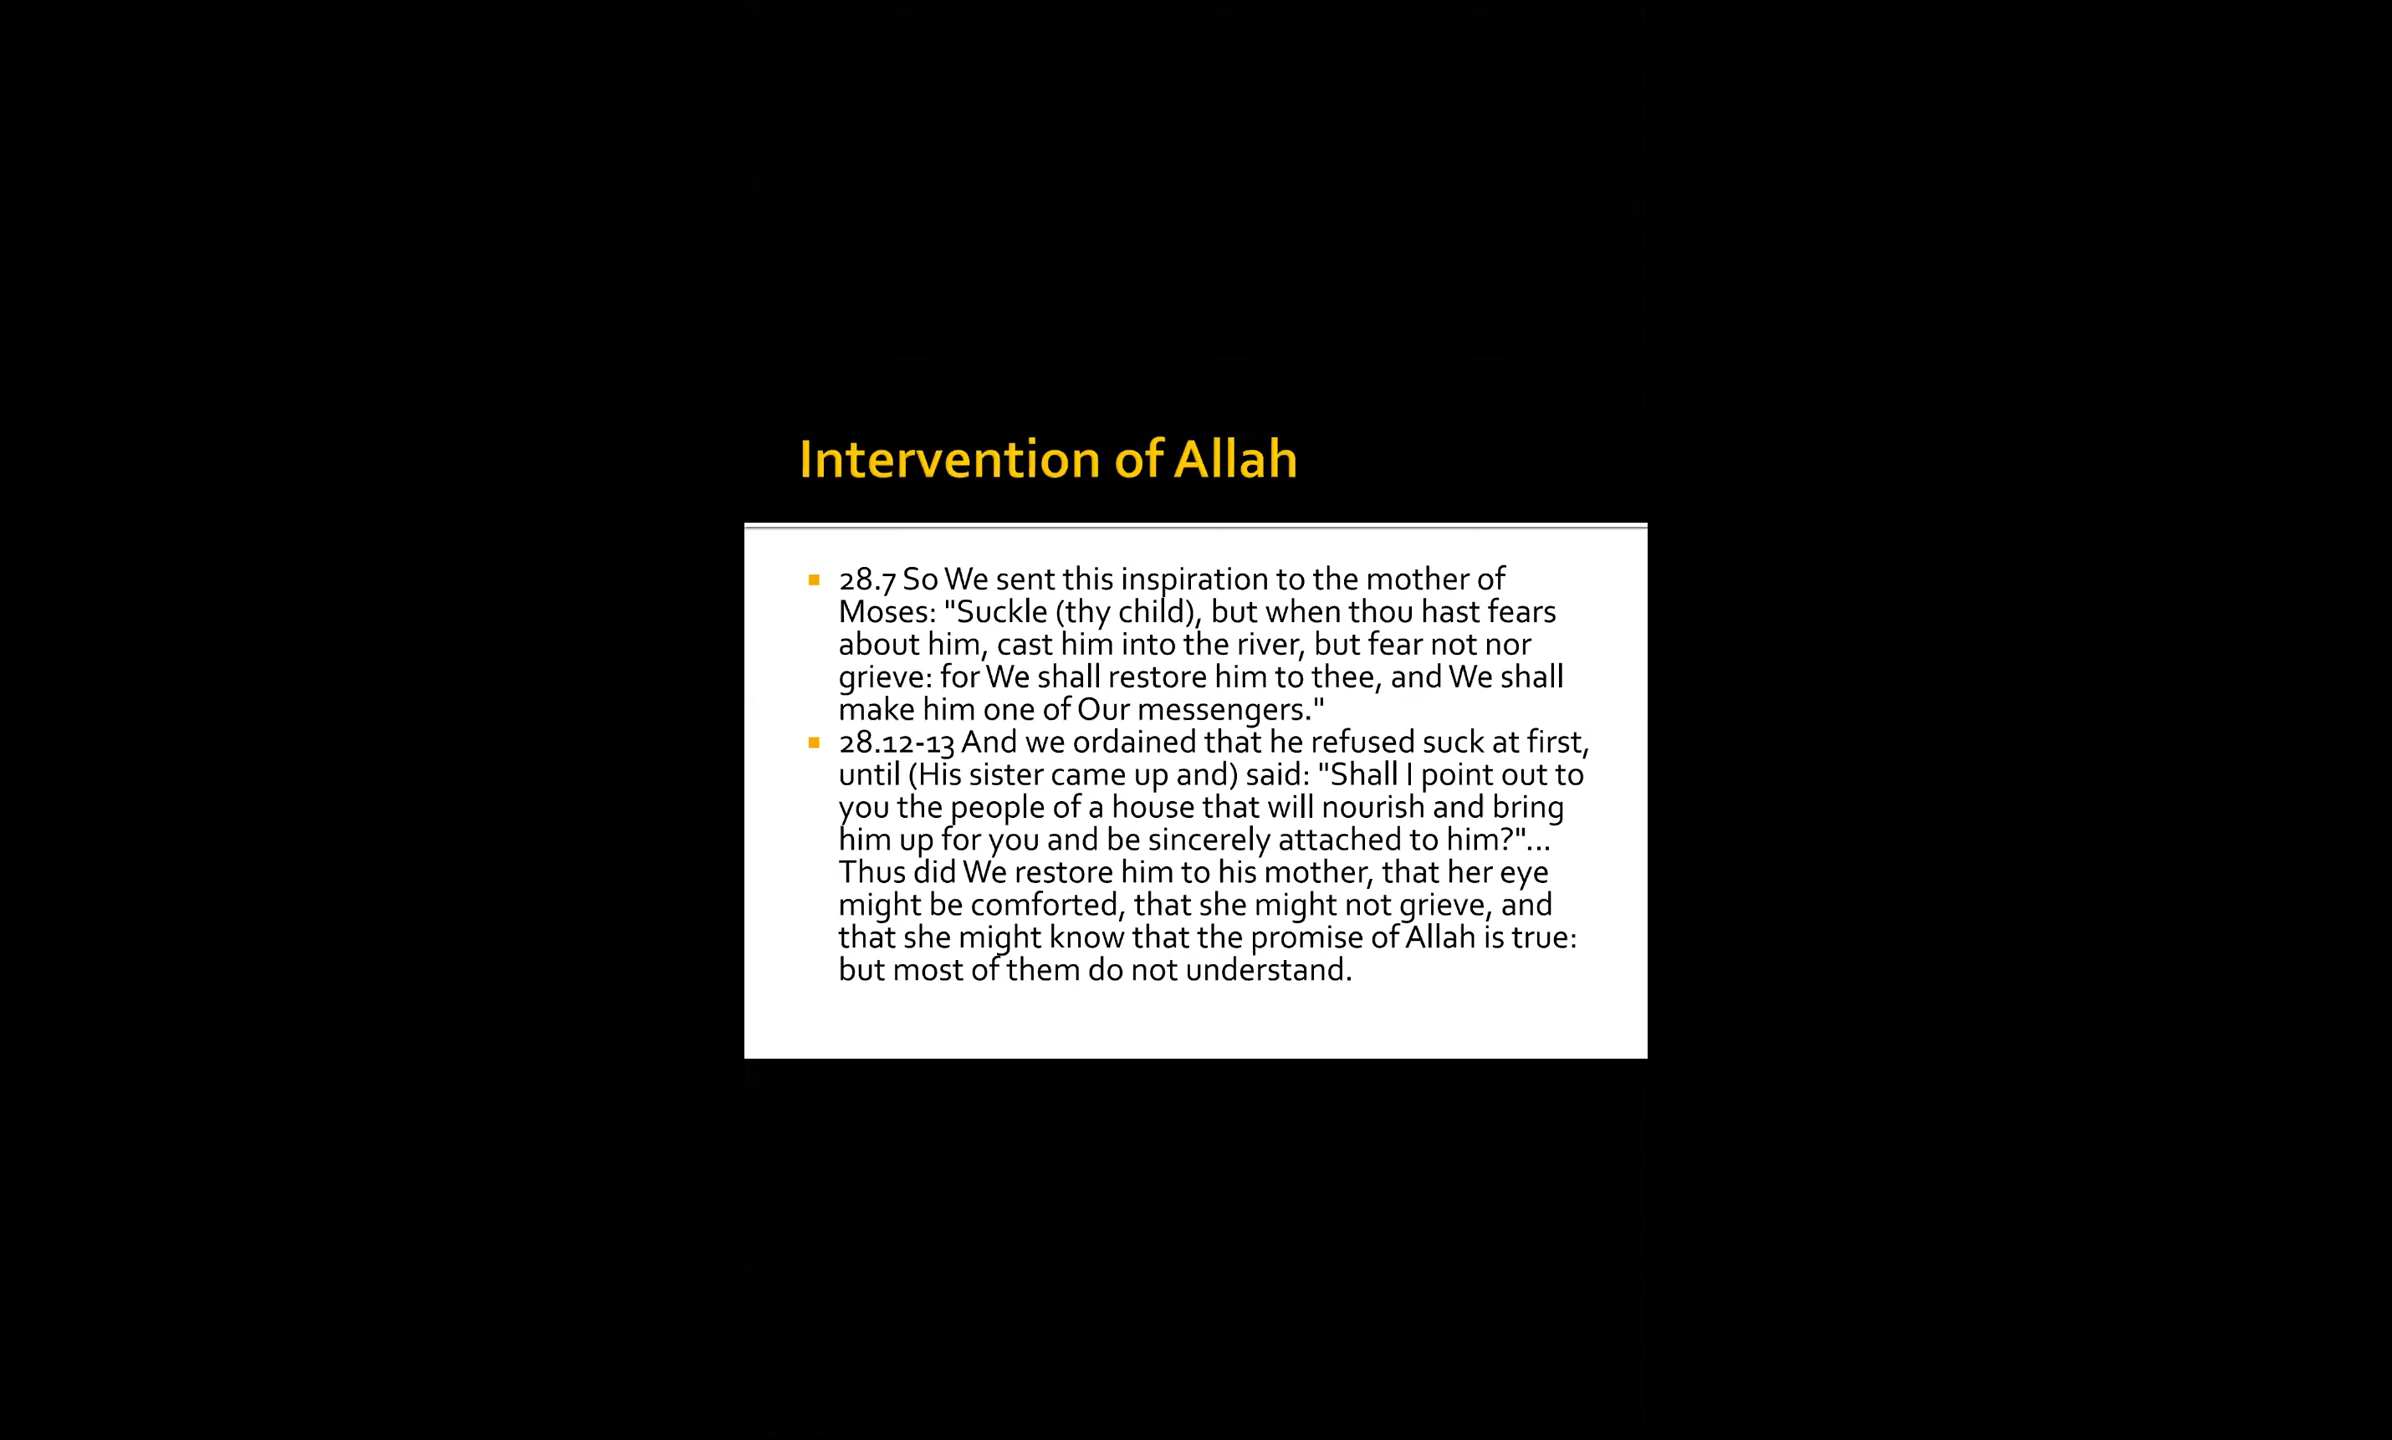 Intervention of Allah
▪ 28.7 So We sent this inspiration to the mother of
Moses: "Suckle (thy child), but when thou hast fears
about him, cast him into the river, but fear not nor
grieve: for We shall restore him to thee, and We shall
make him one of Our messengers."
▪ 28.12-13 And we ordained that he refused suck at first,
until (His sister came up and) said: "Shall I point out to
you the people of a house that will nourish and bring
him up for you and be sincerely attached to him?"...
Thus did We restore him to his mother, that her eye
might be comforted, that she might not grieve, and
that she might know that the promise of Allah is true:
but most of them do not understand.